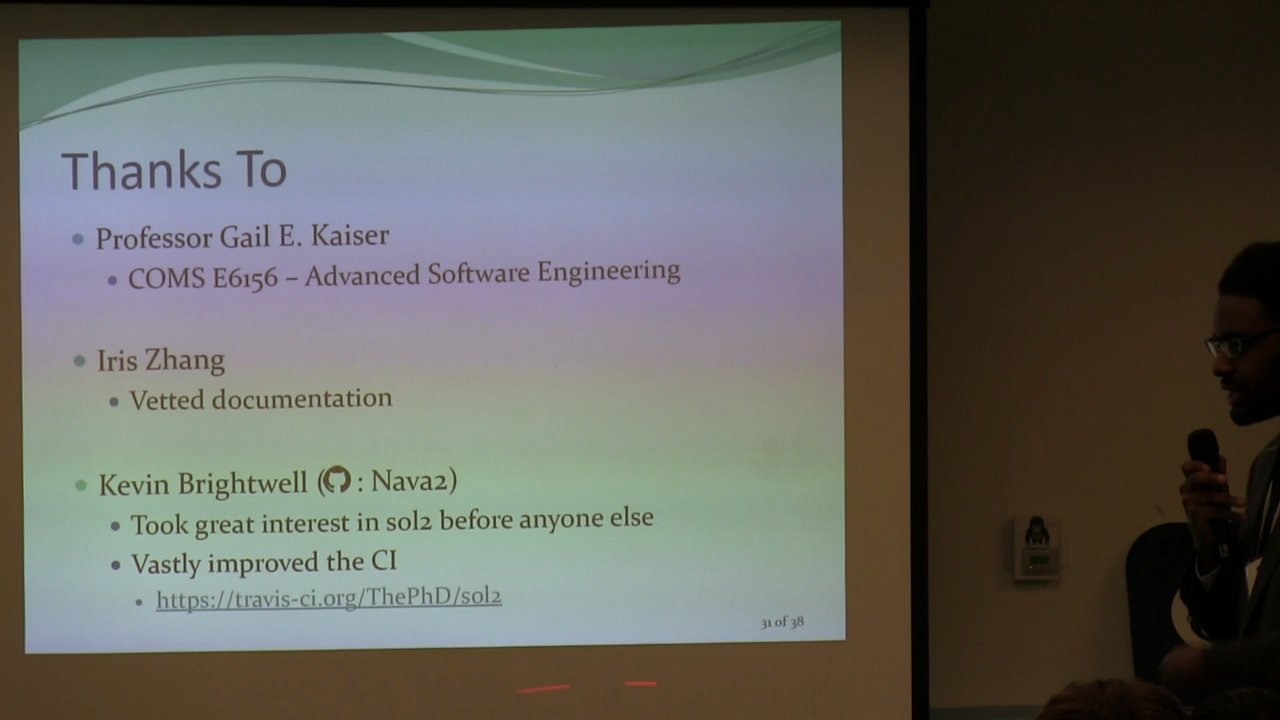 Thanks To
Professor Gail E. Kaiser
COMS E6156 – Advanced Software Engineering
Iris Zhang
Vetted documentation
Kevin Brightwell ( : Nava2)
Took great interest in sol2 before anyone else
Vastly improved the CI
https://travis-ci.org/ThePhD/sol2
31 of 38